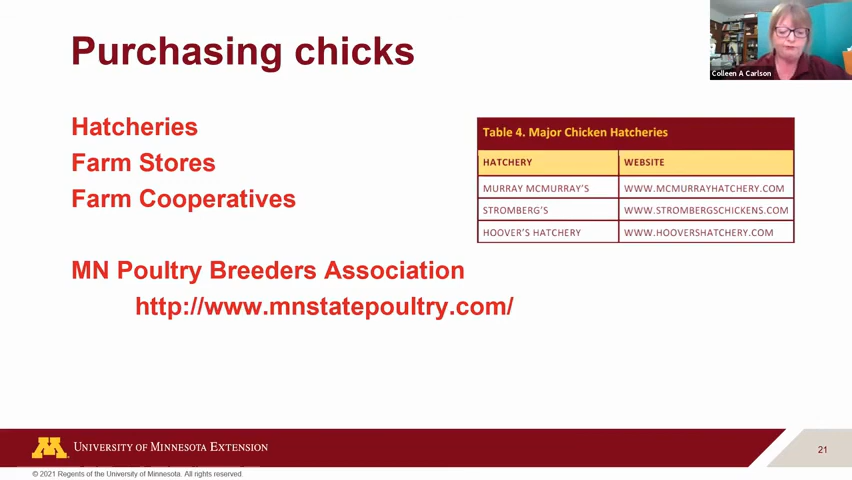 Purchasing chicks
Colleen A Carlson
Hatcheries
Farm Stores
Farm Cooperatives
Table 4. Major Chicken Hatcheries
HATCHERY WEBSITE
MURRAY MCMURRAY'S WWW.MCMURRAYHATCHERY.COM
STROMBERG'S WWW.STROMBERGSCHICKENS.COM
HOOVER'S HATCHERY WWW.HOOVERSHATCHERY.COM
MN Poultry Breeders Association
http://www.mnstatepoultry.com/
M UNIVERSITY OF MINNESOTA EXTENSION
21
© 2021 Regents of the University of Minnesota. All rights reserved.